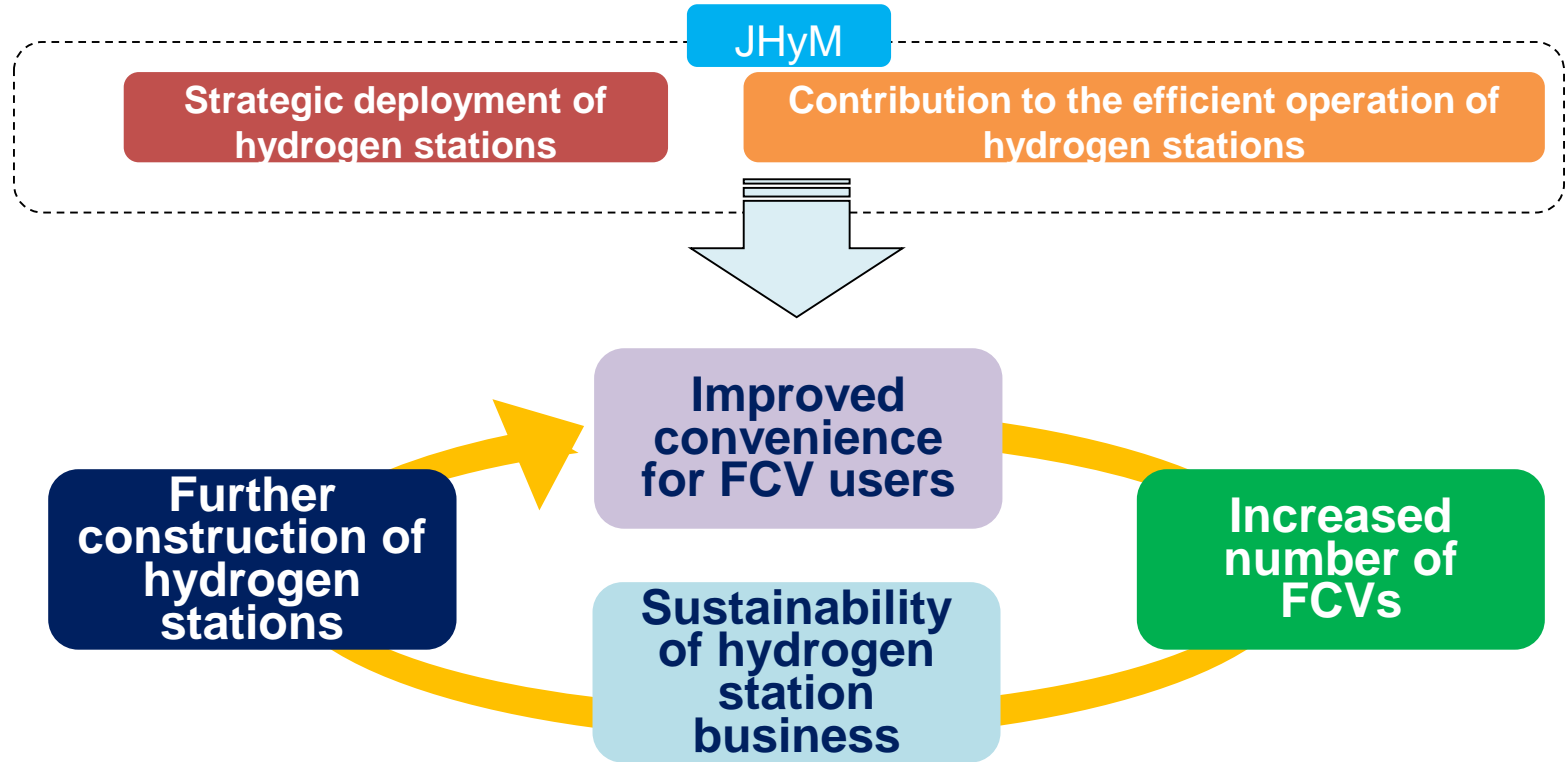 JHyM
Strategic deployment of
hydrogen stations
Contribution to the efficient operation of
hydrogen stations
Improved
convenience
for FCV users
Further
construction of
hydrogen
stations
Increased
number of
FCVs
Sustainability
of hydrogen
station
business